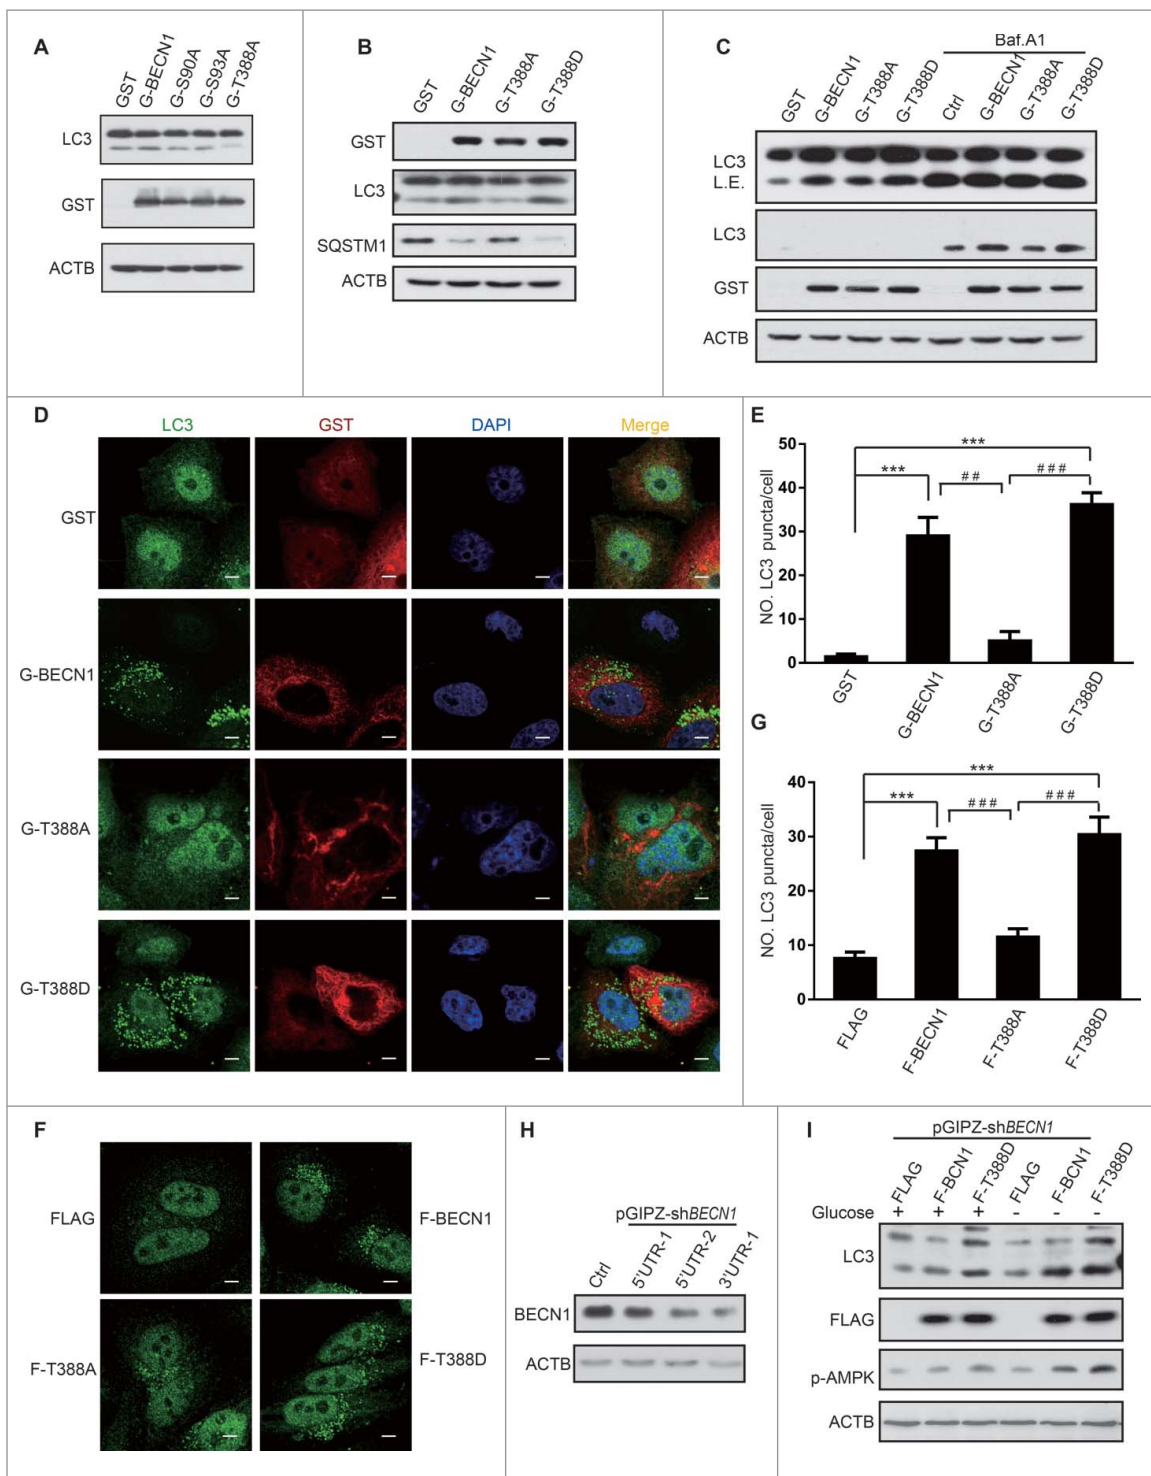 A
GST
G-BECN1
G-S90A
G-S93A
G-T388A
LC3
GST
ACTB
B
GST
G-BECN1
G-T388A
G-T388D
GST
LC3
SQSTM1
ACTB
C
Baf.A1
GST
G-BECN1
G-T388A
G-T388D
Ctrl
G-BECN1
G-T388A
G-T388D
LC3
L.E.
LC3
GST
ACTB
D
LC3 GST DAPI Merge
GST
G-BECN1
G-T388A
G-T388D
E
NO. LC3 puncta/cell
50
40
30
20
10
0
***
*** ## ###
GST
G-BECN1
G-T388A
G-T388D
G
NO. LC3 puncta/cell
40
30
20
10
0
***
*** ### ###
FLAG
F-BECN1
F-T388A
F-T388D
F
FLAG
F-BECN1
F-T388A
F-T388D
H
pGIPZ-shBECN1
Ctrl
5'UTR-1
5'UTR-2
3'UTR-1
BECN1
ACTB
I
pGIPZ-shBECN1
FLAG
F-BCN1
F-T388D
FLAG
F-BCN1
F-T388D
Glucose + + + - - -
LC3
FLAG
p-AMPK
ACTB